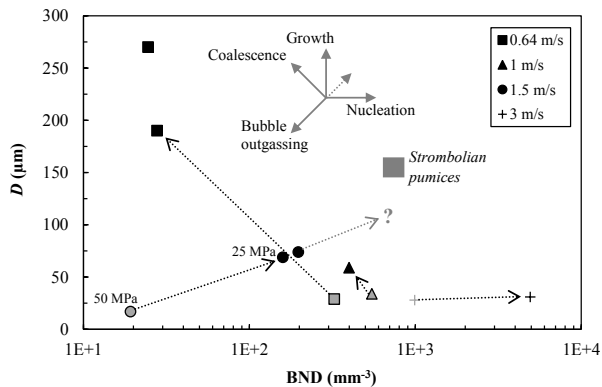 300
250
200
150
100
50
0
D (µm)
1E+1
1E+2
1E+3
1E+4
BND (mm-3)
Growth
Coalescence
Nucleation
Bubble
outgassing
0.64 m/s
1 m/s
1.5 m/s
3 m/s
Strombolian
pumices
25 MPa
50 MPa
?